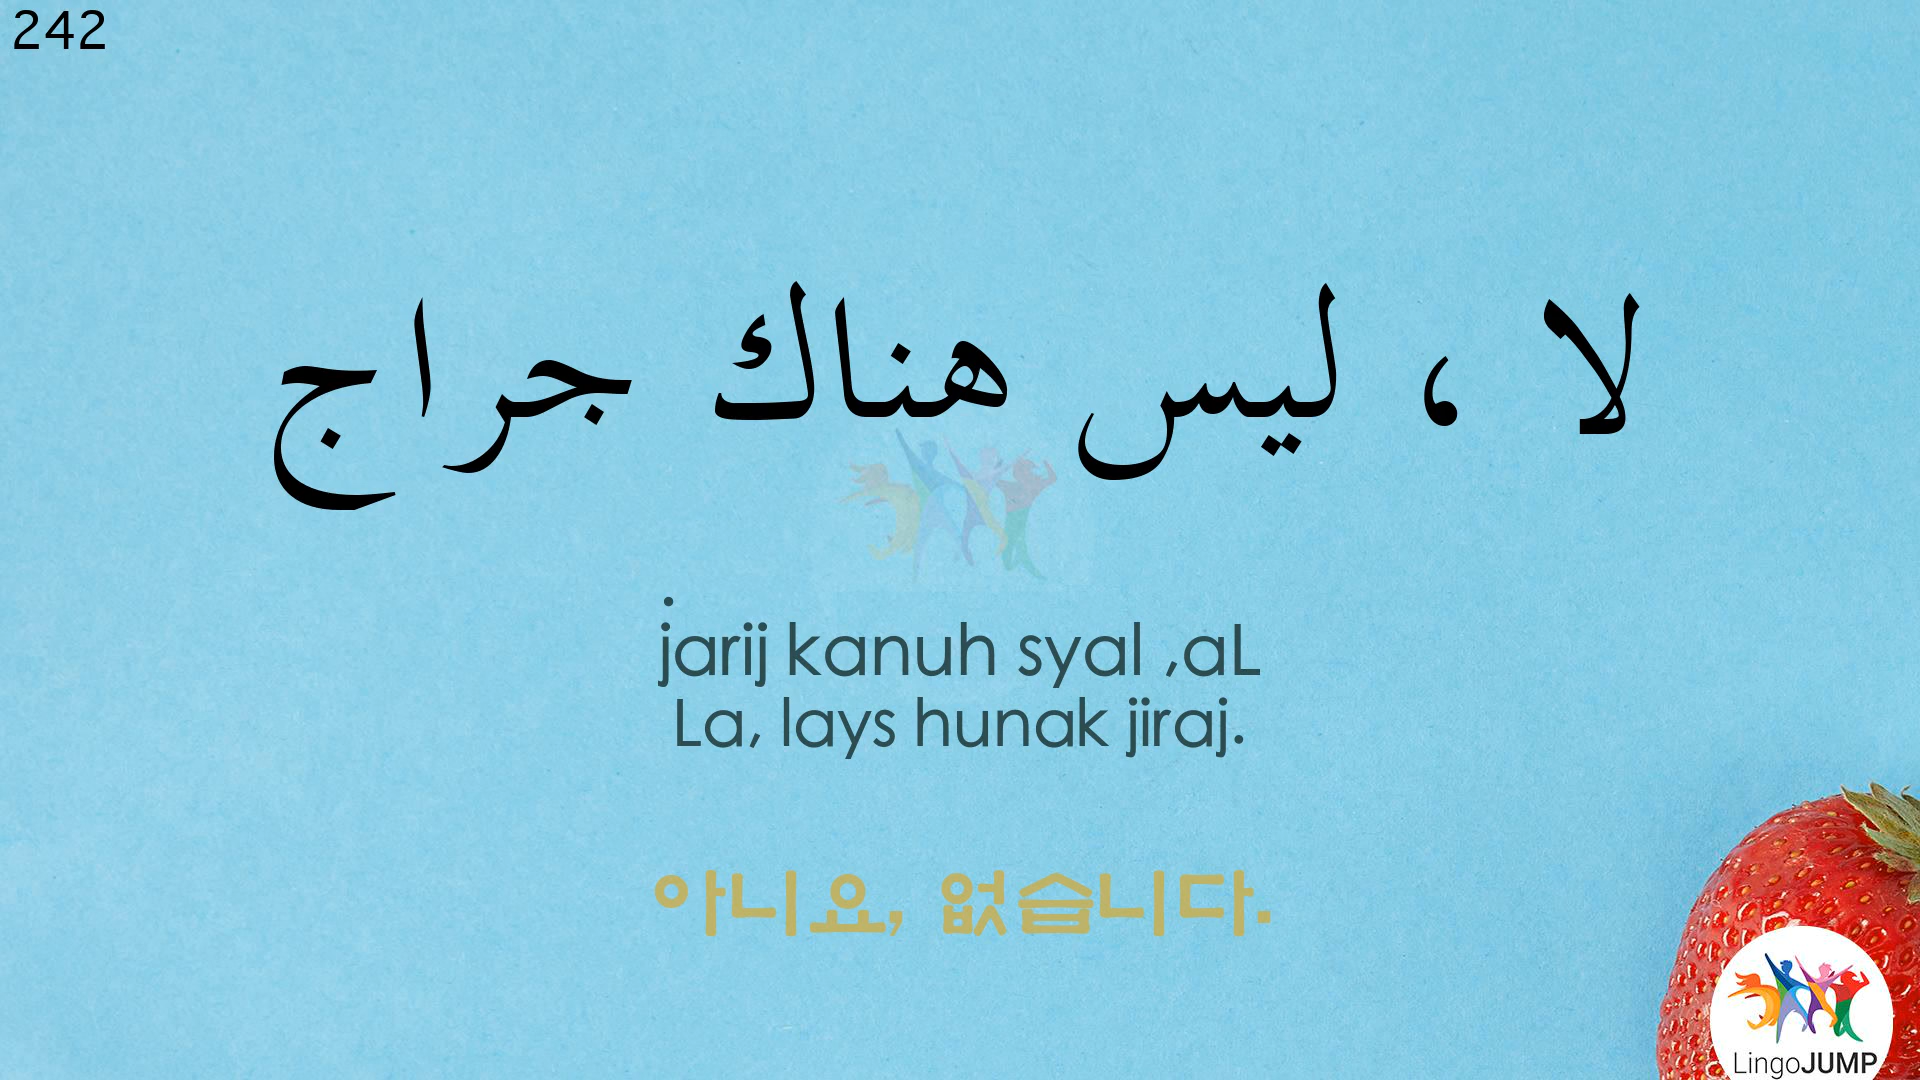 242
لا ، ليس هناك جراج
.jarij kanuh syal ,aL
La, lays hunak jiraj.
아니요, 없습니다.
LingoJUMP